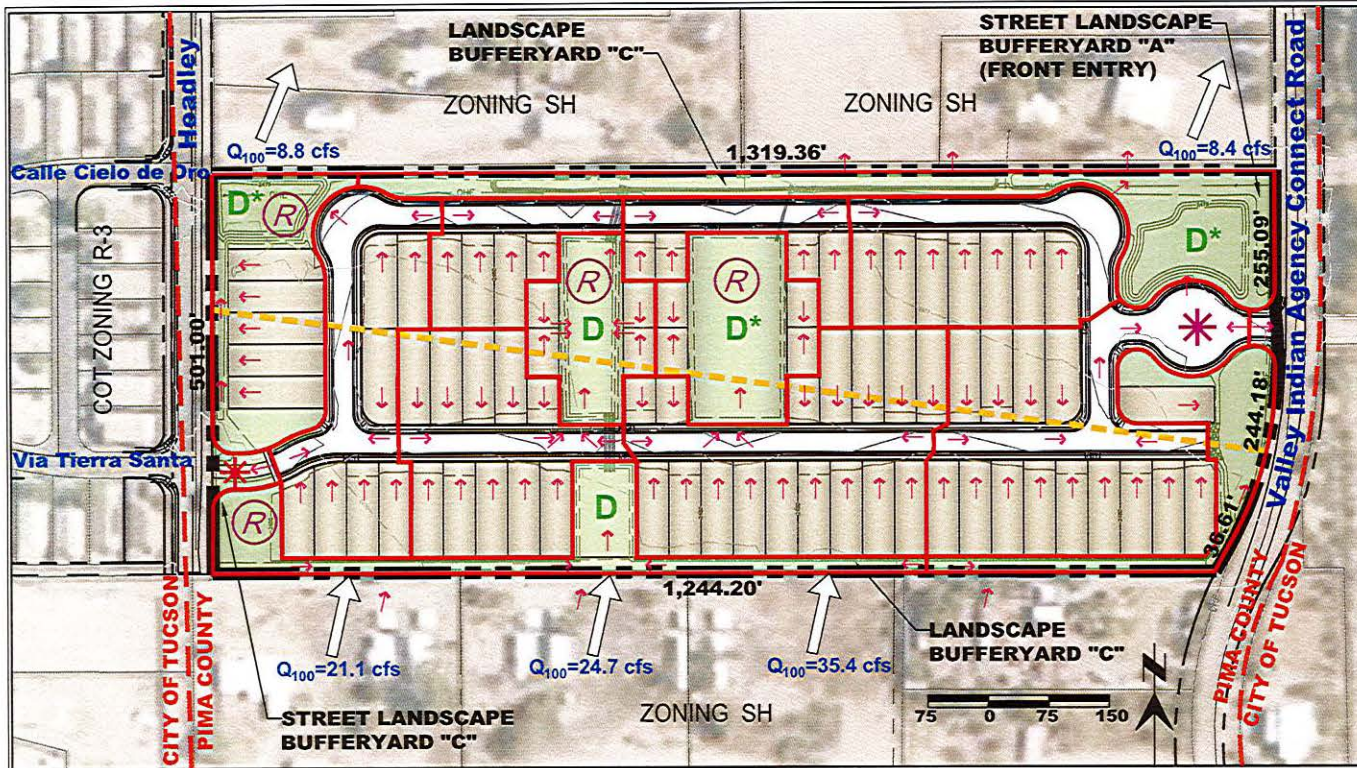 LANDSCAPE
BUFFERYARD "C"
STREET LANDSCAPE
BUFFERYARD "A"
(FRONT ENTRY)
Headley
ZONING SH
ZONING SH
Valley Indian Agency Connect Road
Q100=8.8 cfs
1,319.36'
Q100=8.4 cfs
Calle Cielo de Oro
D*
R
R
R
D*
255.09'
COT ZONING R-3
501.00'
D
D*
244.18'
Via Tierra Santa
R
D
36.61'
1,244.20'
CITY OF TUCSON
PIMA COUNTY
Q100=21.1 cfs
Q100=24.7 cfs
Q100=35.4 cfs
LANDSCAPE
BUFFERYARD "C"
PIMA COUNTY
CITY OF TUCSON
N
STREET LANDSCAPE
BUFFERYARD "C"
ZONING SH
75 0 75 150